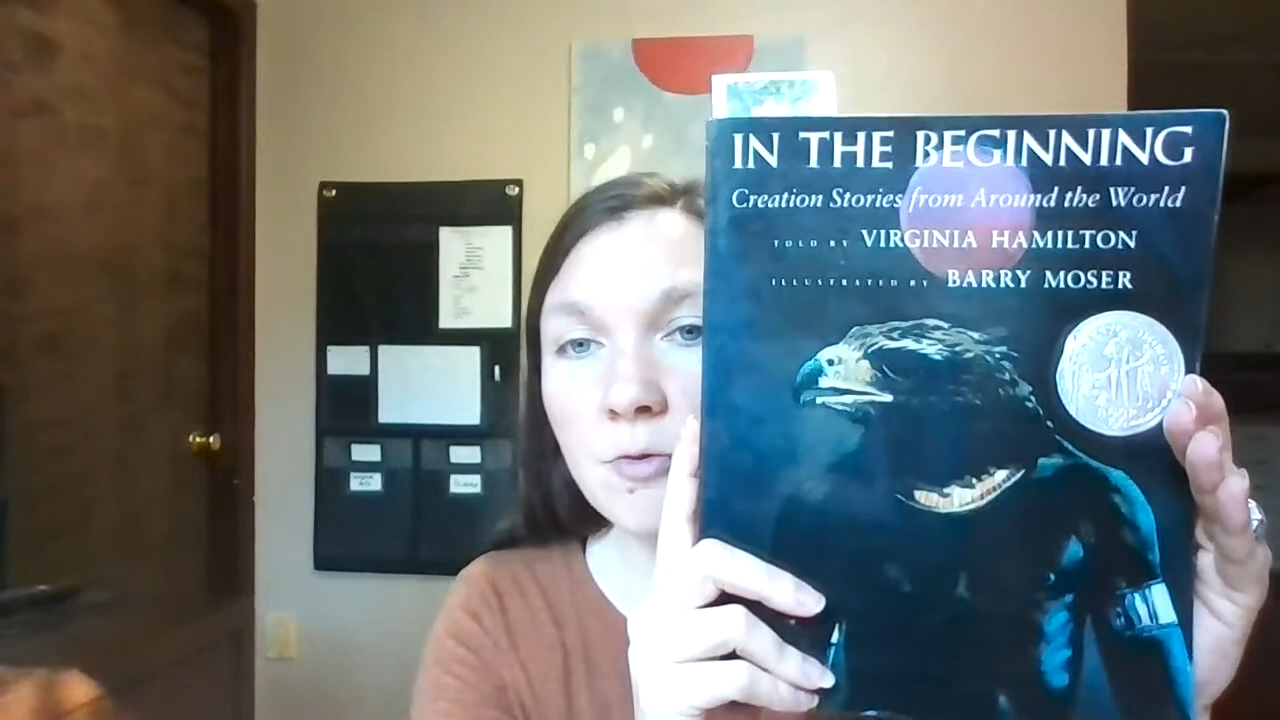 IN THE BEGINNING
Creation Stories from Around the World
TOLD BY VIRGINIA HAMILTON
ILLUSTRATED BY BARRY MOSER